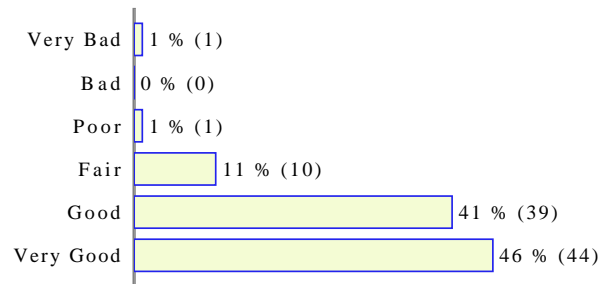 Very Bad 1 % (1)
Bad 0 % (0)
Poor 1 % (1)
Fair 11 % (10)
Good 41 % (39)
Very Good 46 % (44)